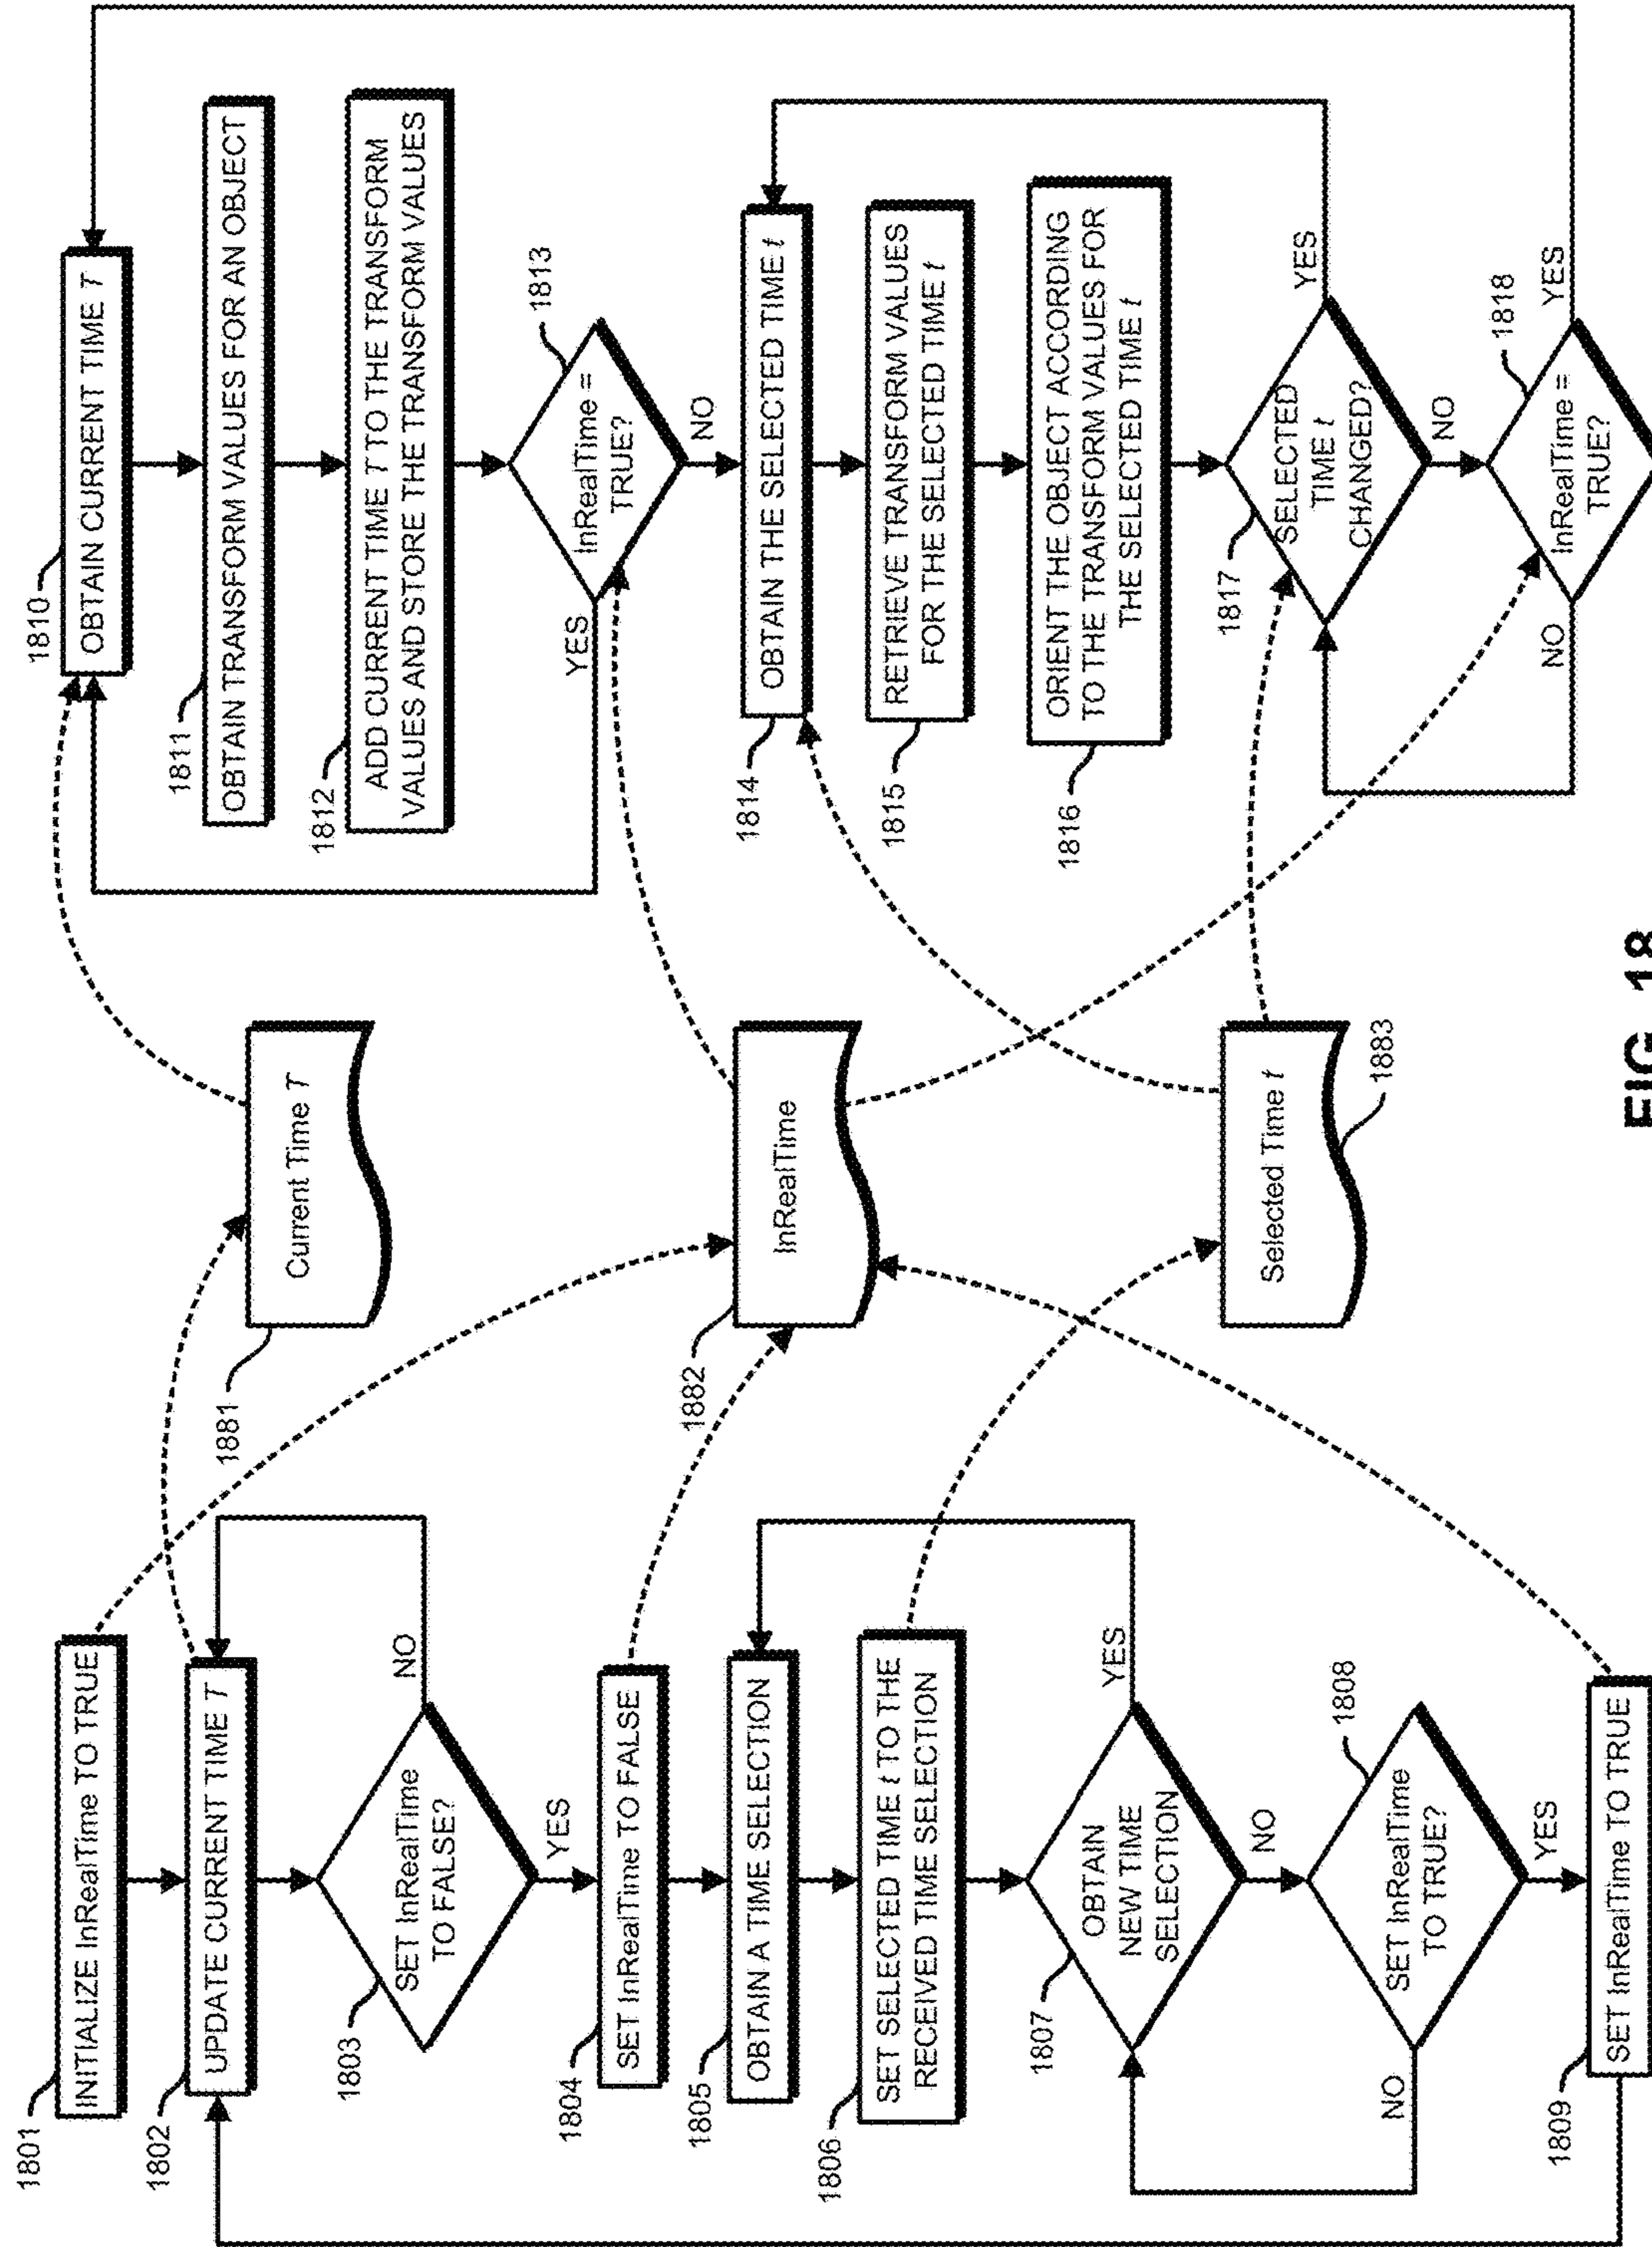 1801
INITIALIZE InRealTime TO TRUE
1802
UPDATE CURRENT TIME T
1803
SET InRealTime
TO FALSE?
NO
YES
1804
SET InRealTime TO FALSE
1805
OBTAIN A TIME SELECTION
1806
SET SELECTED TIME t TO THE
RECEIVED TIME SELECTION
1807
OBTAIN
NEW TIME
SELECTION
YES
NO
1808
SET InRealTime
TO TRUE?
NO
YES
1809
SET InRealTime TO TRUE
1881
Current Time T
1882
InRealTime
Selected Time t
1883
1810
OBTAIN CURRENT TIME T
1811
OBTAIN TRANSFORM VALUES FOR AN OBJECT
1812
ADD CURRENT TIME T TO THE TRANSFORM
VALUES AND STORE THE TRANSFORM VALUES
1813
InRealTime =
TRUE?
YES
NO
1814
OBTAIN THE SELECTED TIME t
1815
RETRIEVE TRANSFORM VALUES
FOR THE SELECTED TIME t
1816
ORIENT THE OBJECT ACCORDING
TO THE TRANSFORM VALUES FOR
THE SELECTED TIME t
1817
SELECTED
TIME t
CHANGED?
YES
NO
1818
InRealTime =
TRUE?
NO
YES
FIG. 18